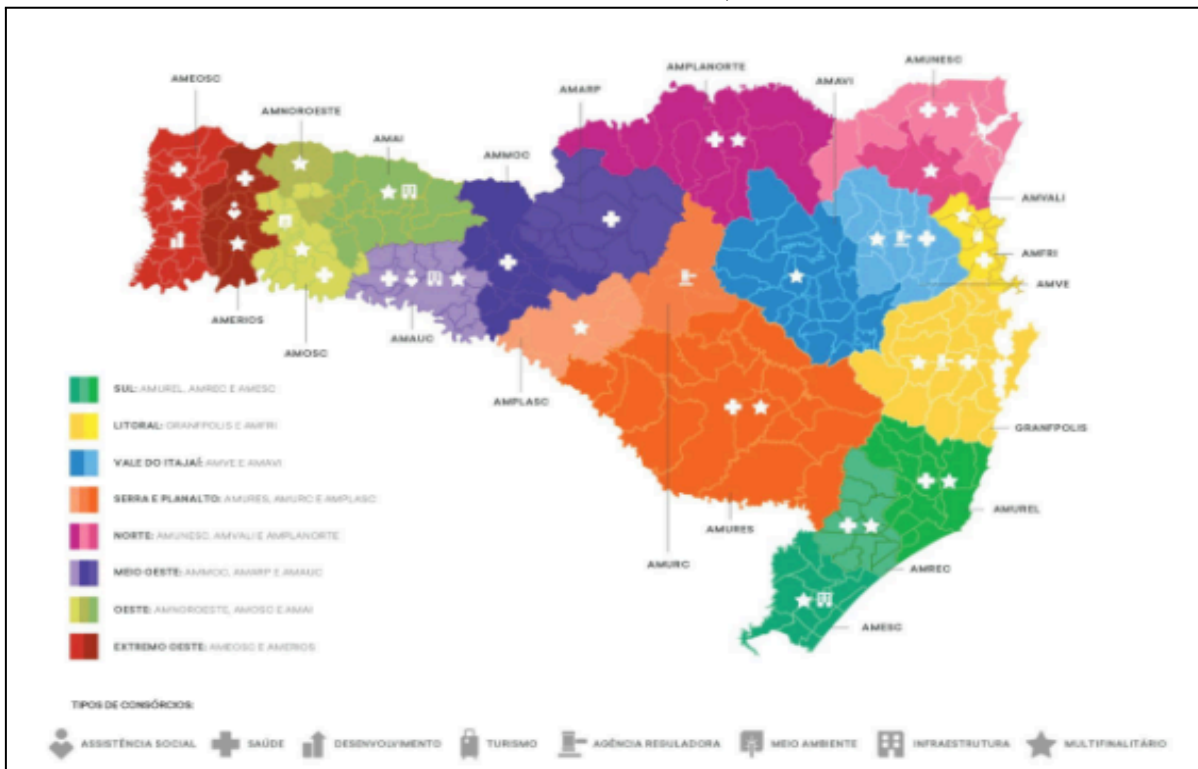 AMEOSC
AMNOROESTE
AMAI
AMMOC
AMARP
AMPLANORTE
AMAVI
AMUNESC
AMVALI
AMFRI
AMVE
AMERIOS
AMOSC
AMAUC
AMPLASC
GRANFPOLIS
AMUREL
AMURES
AMURC
AMREC
AMESC
SUL: AMUREL, AMREC E AMESC
LITORAL: GRANFPOLIS E AMFRI
VALE DO ITAJAÍ: AMVE E AMAVI
SERRA E PLANALTO: AMURES, AMURC E AMPLASC
NORTE: AMUNESC, AMVALI E AMPLANORTE
MEIO OESTE: AMMOC, AMARP E AMAUC
OESTE: AMNOROESTE, AMOSC E AMAI
EXTREMO OESTE: AMEOSC E AMERIOS
TIPOS DE CONSÓRCIOS:
ASSISTÊNCIA SOCIAL SAÚDE DESENVOLVIMENTO TURISMO AGÊNCIA REGULADORA MEIO AMBIENTE INFRAESTRUTURA MULTIFINALITÁRIO